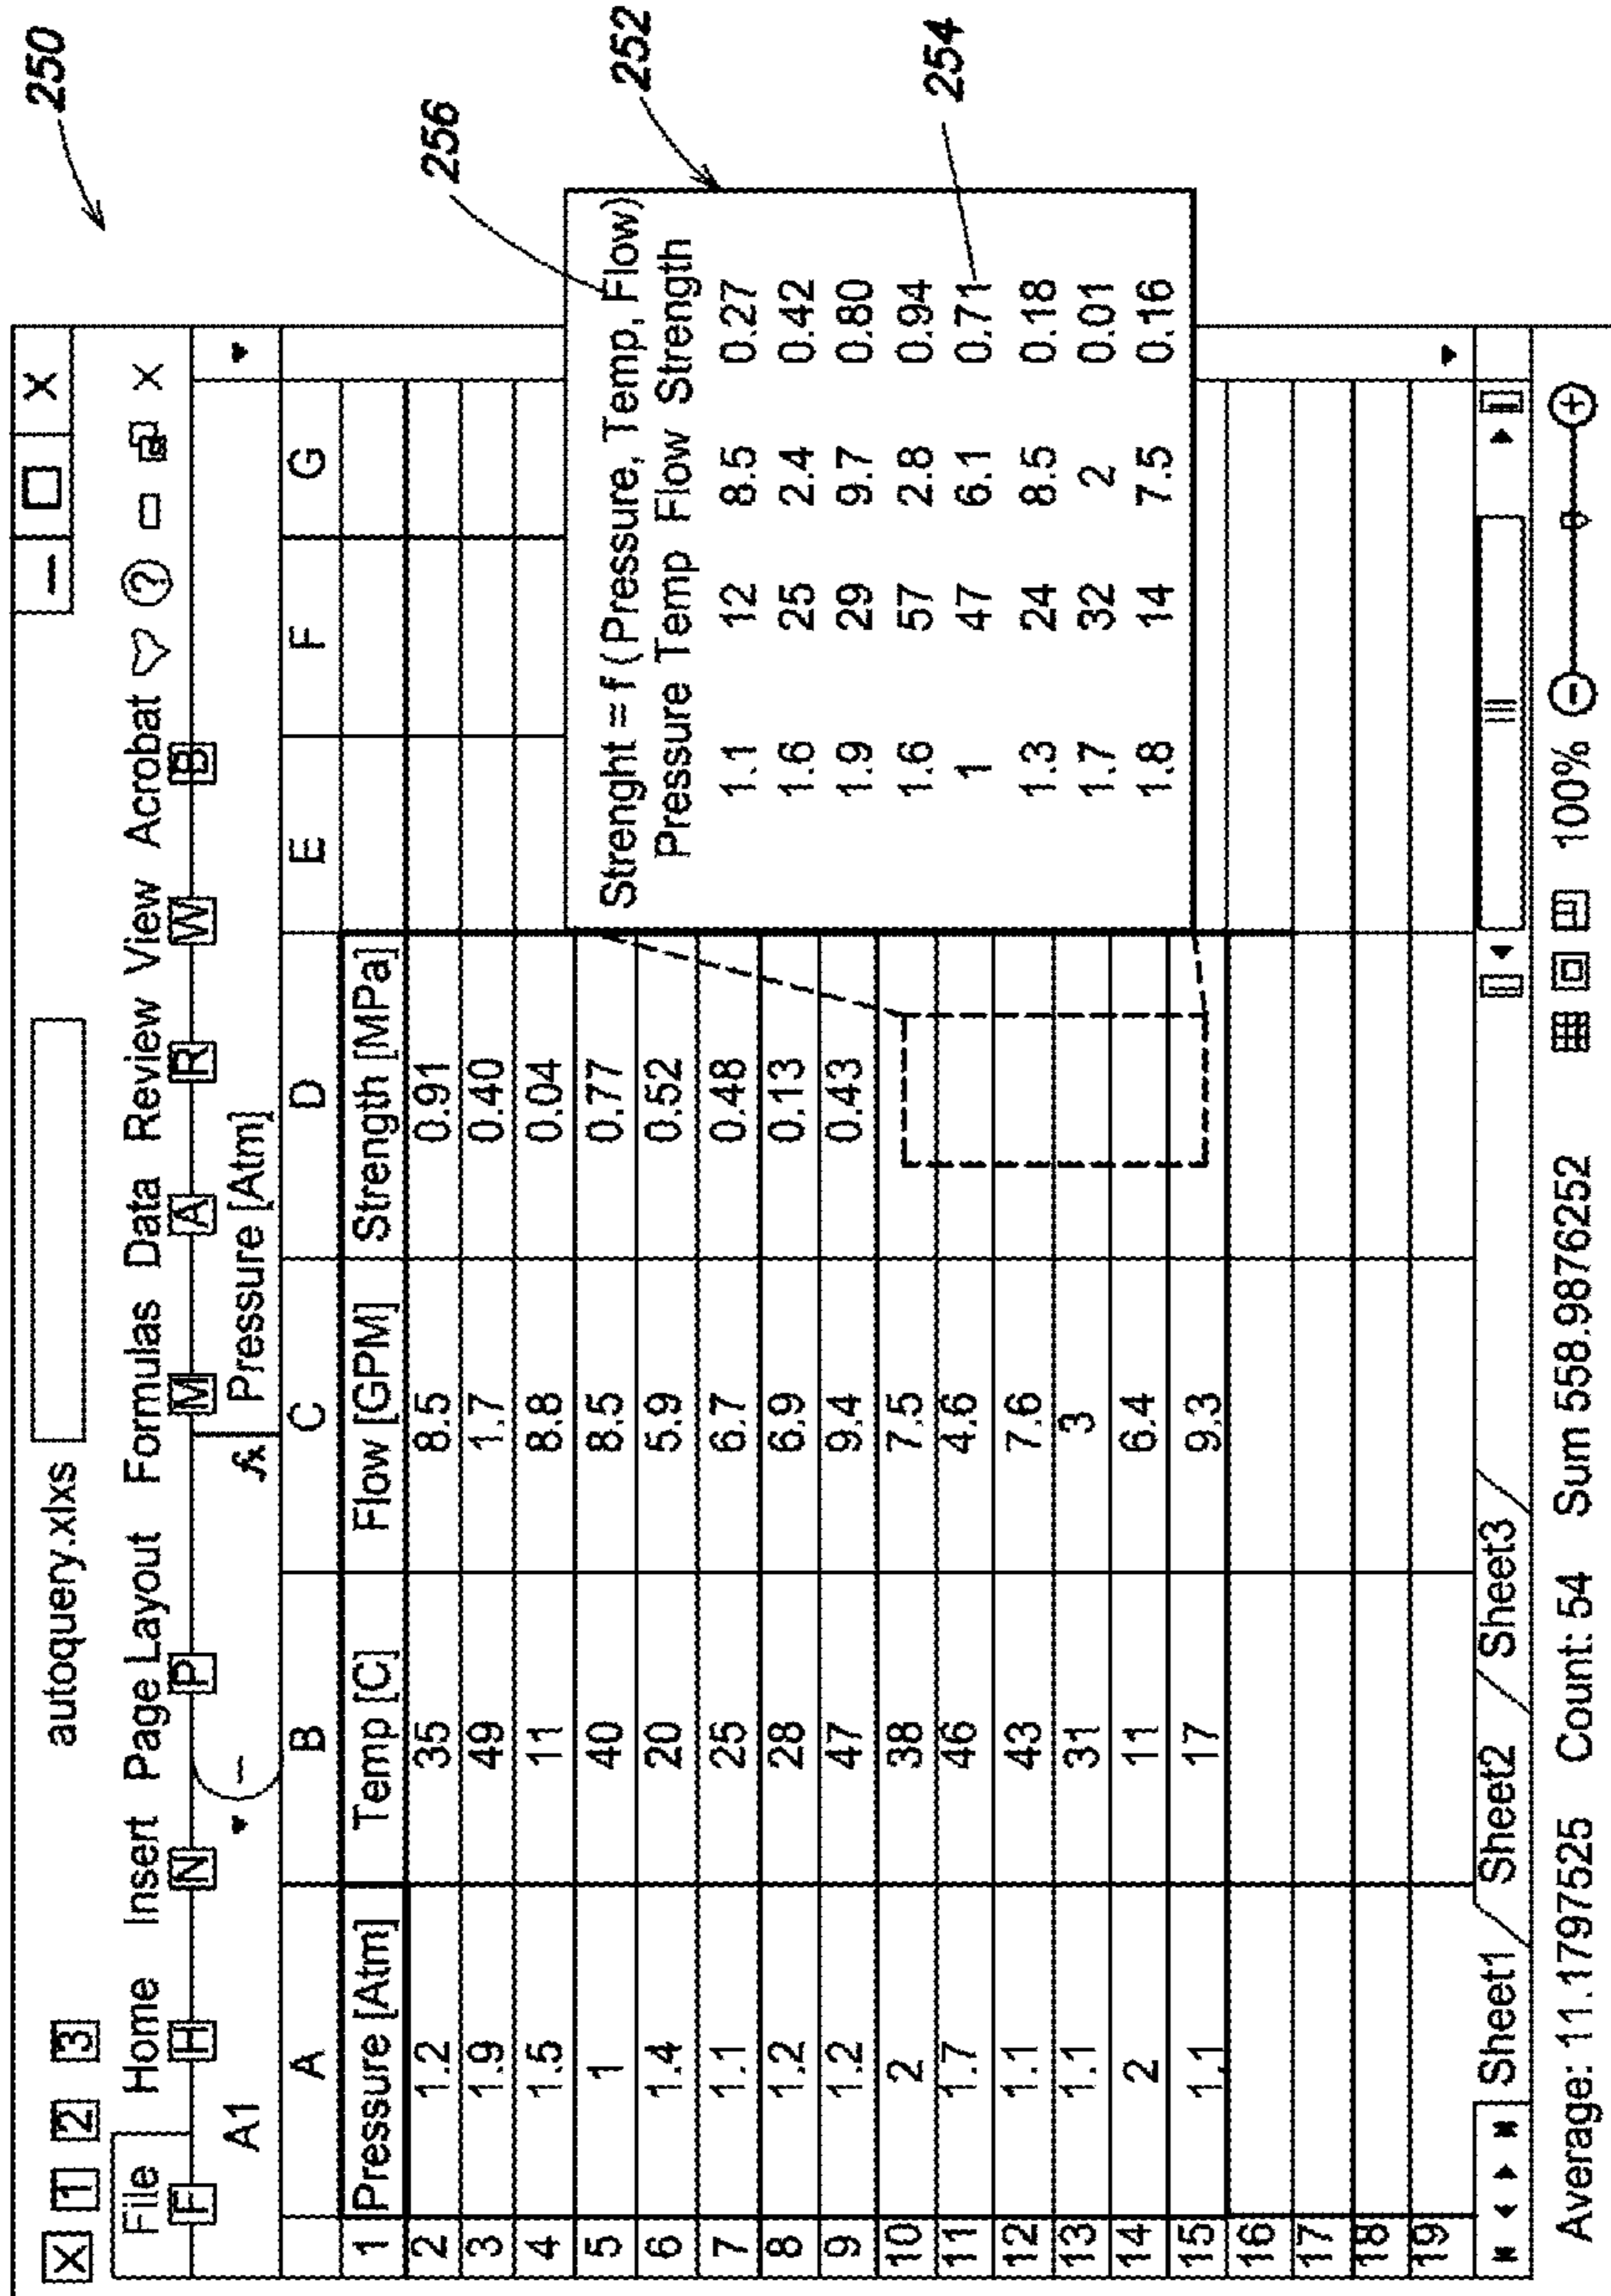 250
autoquery.xlxs
X 1 2 3
— X
File Home Insert Page Layout Formulas Data Review View Acrobat ? X
F H N P M A R W B
A1 fx Pressure [Atm]
A B C D E F G
1 Pressure [Atm] Temp [C] Flow [GPM] Strength [MPa]
2 1.2 35 8.5 0.91
3 1.9 49 1.7 0.40
4 1.5 11 8.8 0.04
5 1 40 8.5 0.77
6 1.4 20 5.9 0.52
7 1.1 25 6.7 0.48
8 1.2 28 6.9 0.13
9 1.2 47 9.4 0.43
10 2 38 7.5
11 1.7 46 4.6
12 1.1 43 7.6
13 1.1 31 3
14 2 11 6.4
15 1.1 17 9.3
16
17
18
19
256
252
254
Strenght = f (Pressure, Temp, Flow)
Pressure Temp Flow Strength
1.1 12 8.5 0.27
1.6 25 2.4 0.42
1.9 29 9.7 0.80
1.6 57 2.8 0.94
1 47 6.1 0.71
1.3 24 8.5 0.18
1.7 32 2 0.01
1.8 14 7.5 0.16
Sheet1 Sheet2 Sheet3
Average: 11.1797525 Count: 54 Sum 558.9876252 100% - +